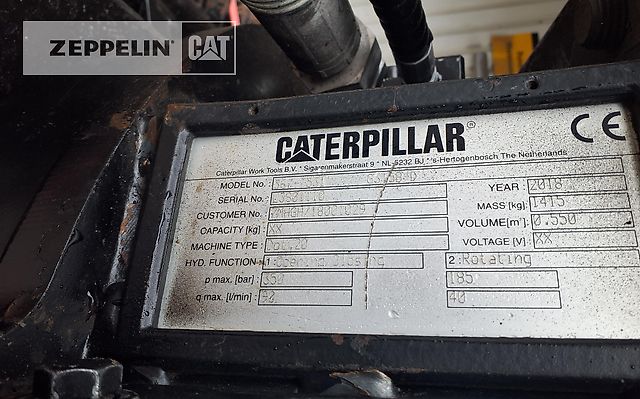 ZEPPELIN CAT
CATERPILLAR®
CE
Caterpillar Work Tools B.V. * Sigarenmakerstraat 9 * NL-5232 BJ * 's-Hertogenbosch The Netherlands
MODEL No.:
SERIAL No.:
YEAR: 2018
CUSTOMER No.:
MASS [kg]: 1415
CAPACITY [kg]: XX
VOLUME[m³]: 0.550
MACHINE TYPE:
VOLTAGE [V]: XX
HYD. FUNCTION 1: Opening/Closing 2: Rotating
p max. [bar]: 350 185
q max. [l/min]: 40